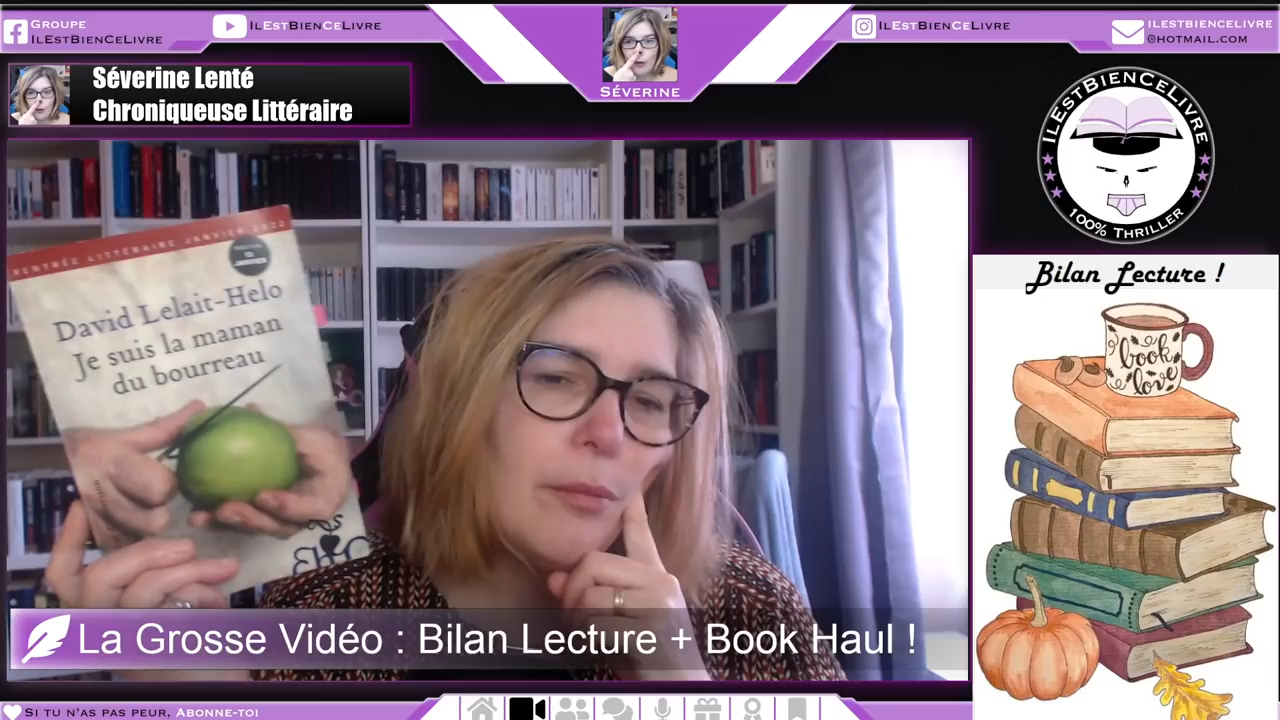 Groupe
IlEstBienCeLivre
IlEstBienCeLivre
Séverine
IlEstBienCeLivre
ilestbiencelivre
@hotmail.com
Séverine Lenté
Chroniqueuse Littéraire
IlEstBienCeLivre
100% Thriller
RENTRÉE LITTÉRAIRE JANVIER 2022
JANVIER
David Lelait-Helo
Je suis la maman
du bourreau
Bilan Lecture !
book
love
La Grosse Vidéo : Bilan Lecture + Book Haul !
Si tu n'as pas peur, Abonne-toi